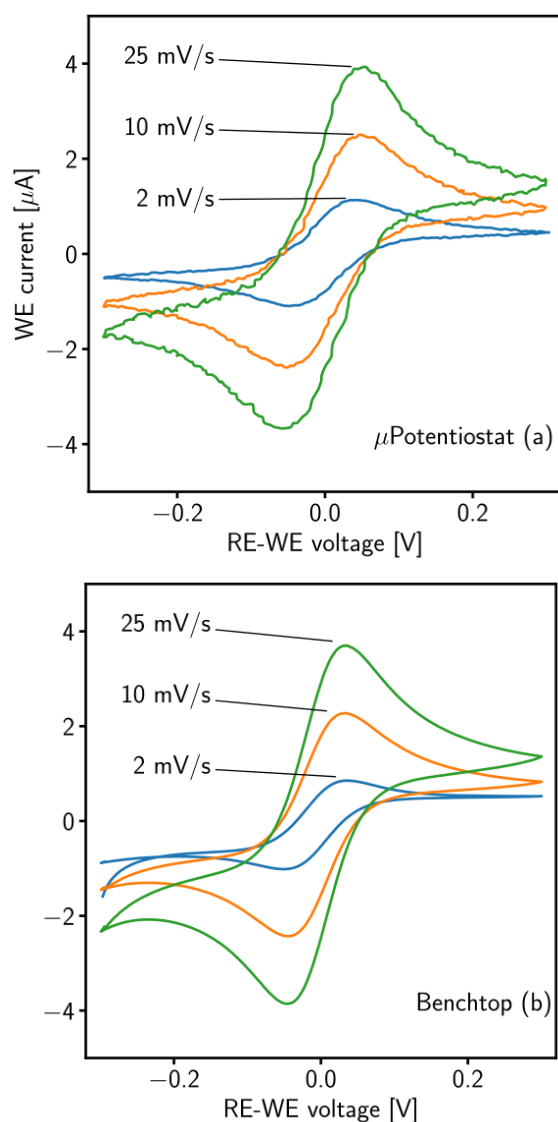 4
25 mV/s
10 mV/s
2
2 mV/s
0
WE current [μA]
−2
−4
μPotentiostat (a)
−0.2 0.0 0.2
RE-WE voltage [V]
4
25 mV/s
10 mV/s
2
2 mV/s
0
−2
−4
Benchtop (b)
−0.2 0.0 0.2
RE-WE voltage [V]